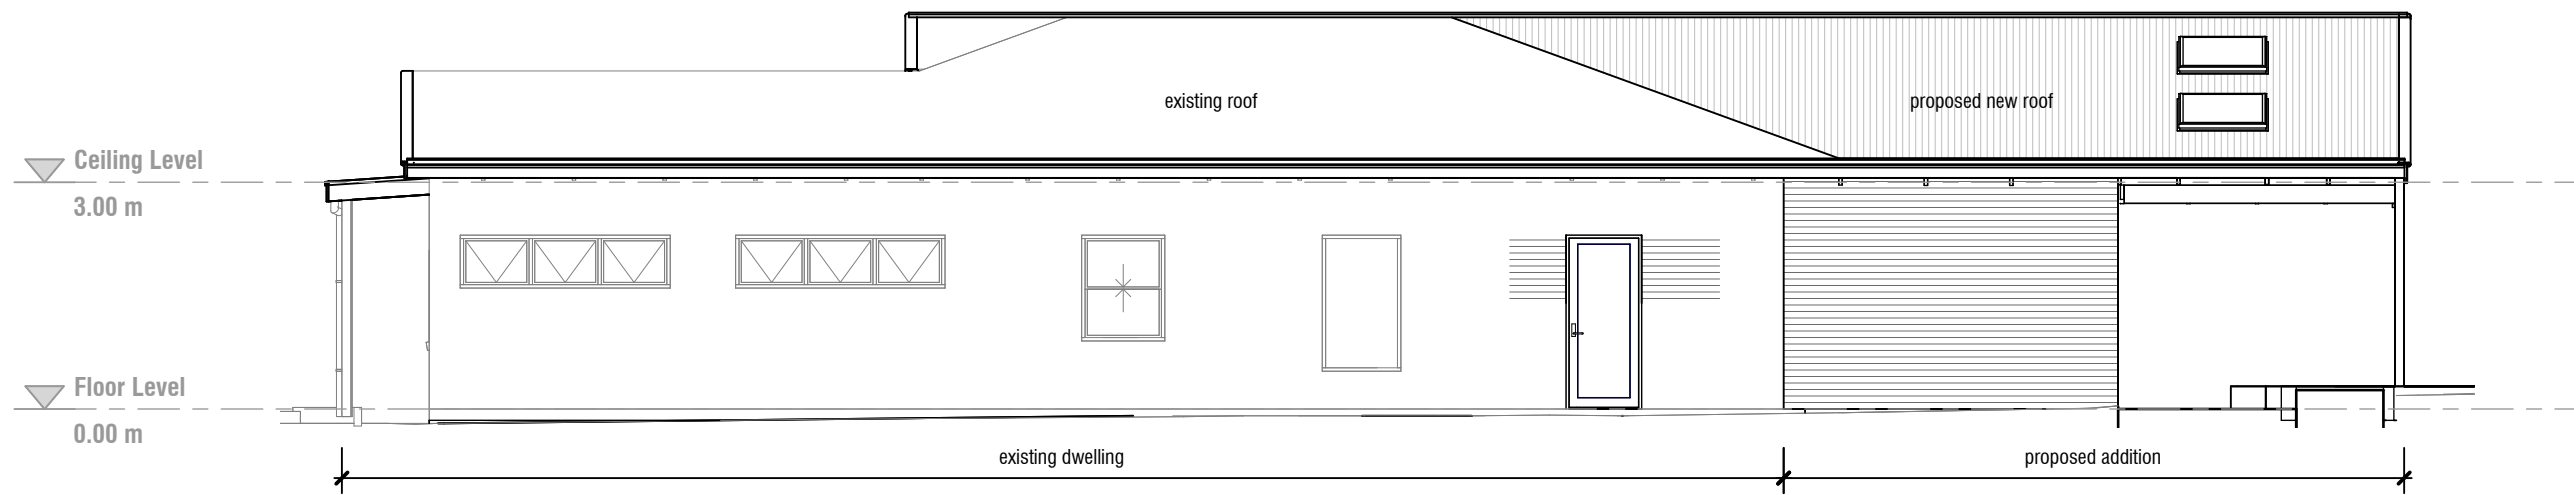 existing roof
proposed new roof
Ceiling Level
3.00 m
Floor Level
0.00 m
existing dwelling
proposed addition